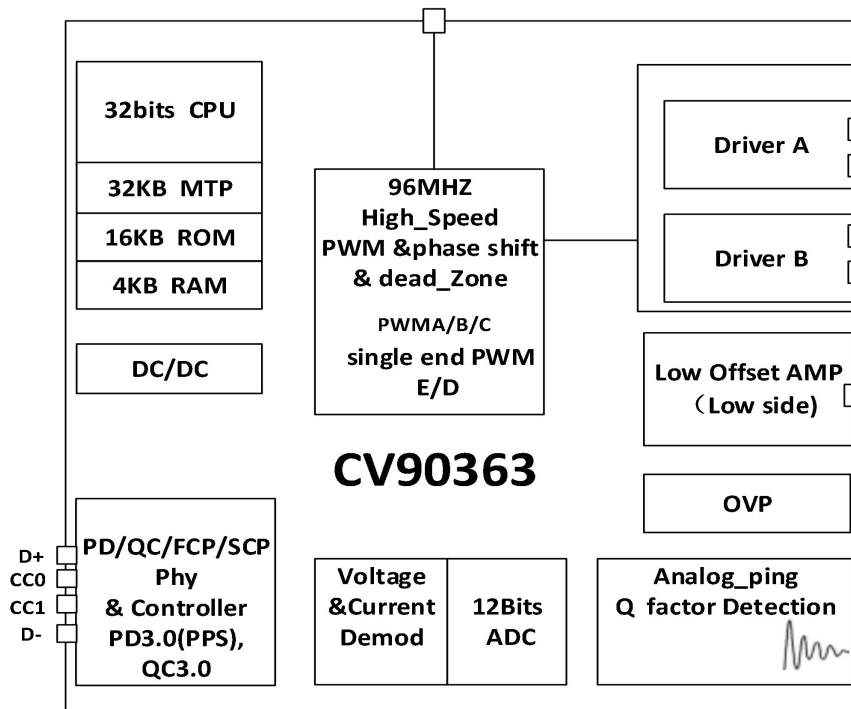 32bits CPU
32KB MTP
16KB ROM
4KB RAM
DC/DC
96MHZ
High_Speed
PWM &phase shift
& dead_Zone
PWMA/B/C
single end PWM
E/D
Driver A
Driver B
Low Offset AMP
（Low side)
OVP
CV90363
D+
CC0
CC1
D-
PD/QC/FCP/SCP
Phy
& Controller
PD3.0(PPS),
QC3.0
Voltage
&Current
Demod
12Bits
ADC
Analog_ping
Q factor Detection